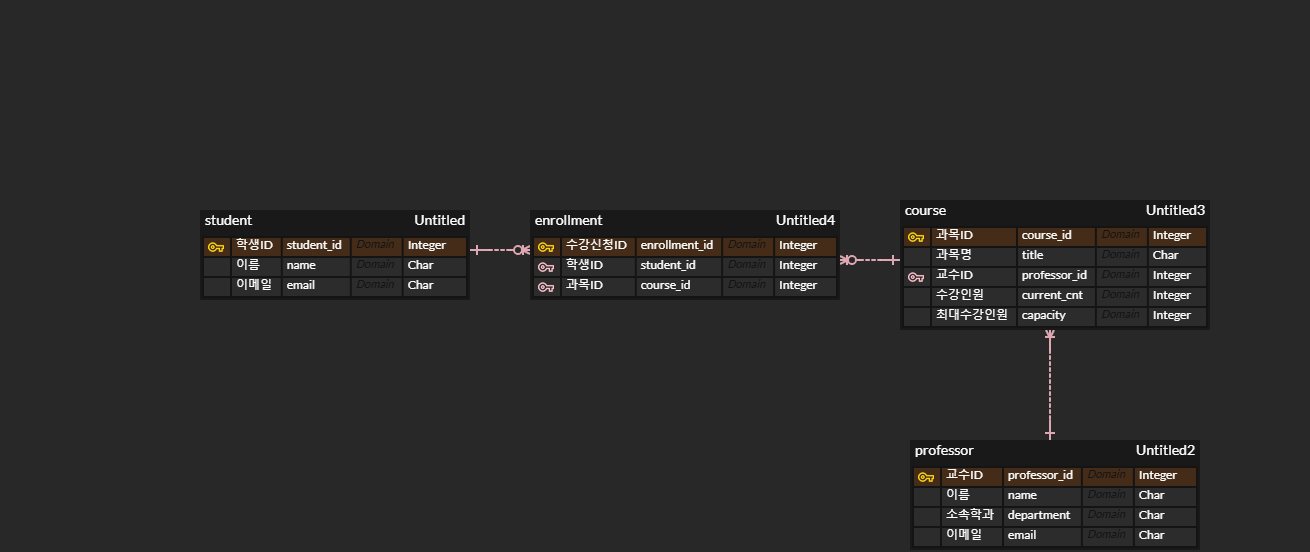 student Untitled
학생ID student_id Domain Integer
이름 name Domain Char
이메일 email Domain Char
enrollment Untitled4
수강신청ID enrollment_id Domain Integer
학생ID student_id Domain Integer
과목ID course_id Domain Integer
course Untitled3
과목ID course_id Domain Integer
과목명 title Domain Char
교수ID professor_id Domain Integer
수강인원 current_cnt Domain Integer
최대수강인원 capacity Domain Integer
professor Untitled2
교수ID professor_id Domain Integer
이름 name Domain Char
소속학과 department Domain Char
이메일 email Domain Char